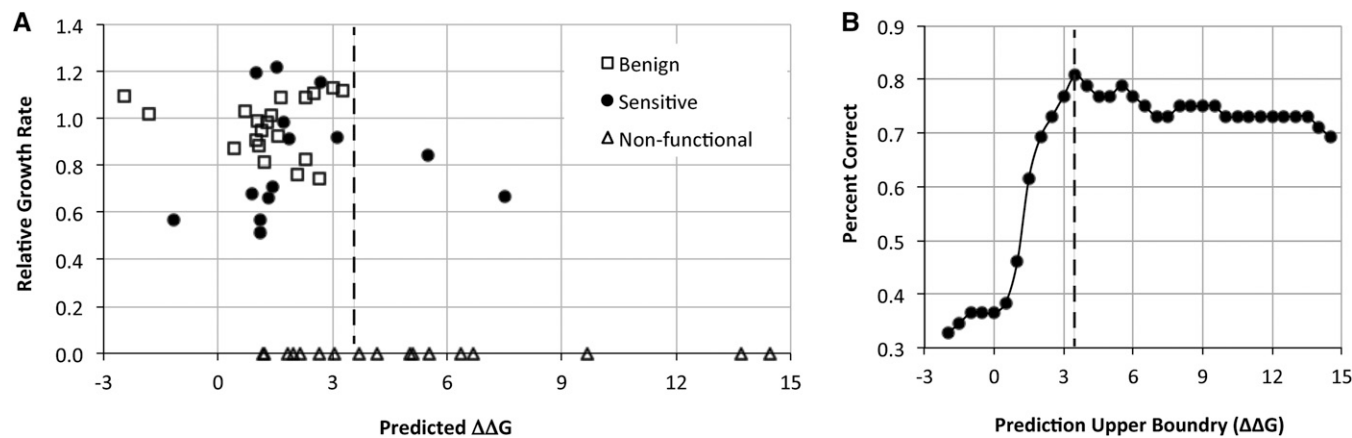 A
Relative Growth Rate
1.4
1.2
1.0
0.8
0.6
0.4
0.2
0.0
Benign
Sensitive
Non-functional
-3 0 3 6 9 12 15
Predicted ΔΔG
B
Percent Correct
0.9
0.8
0.7
0.6
0.5
0.4
0.3
-3 0 3 6 9 12 15
Prediction Upper Boundry (ΔΔG)